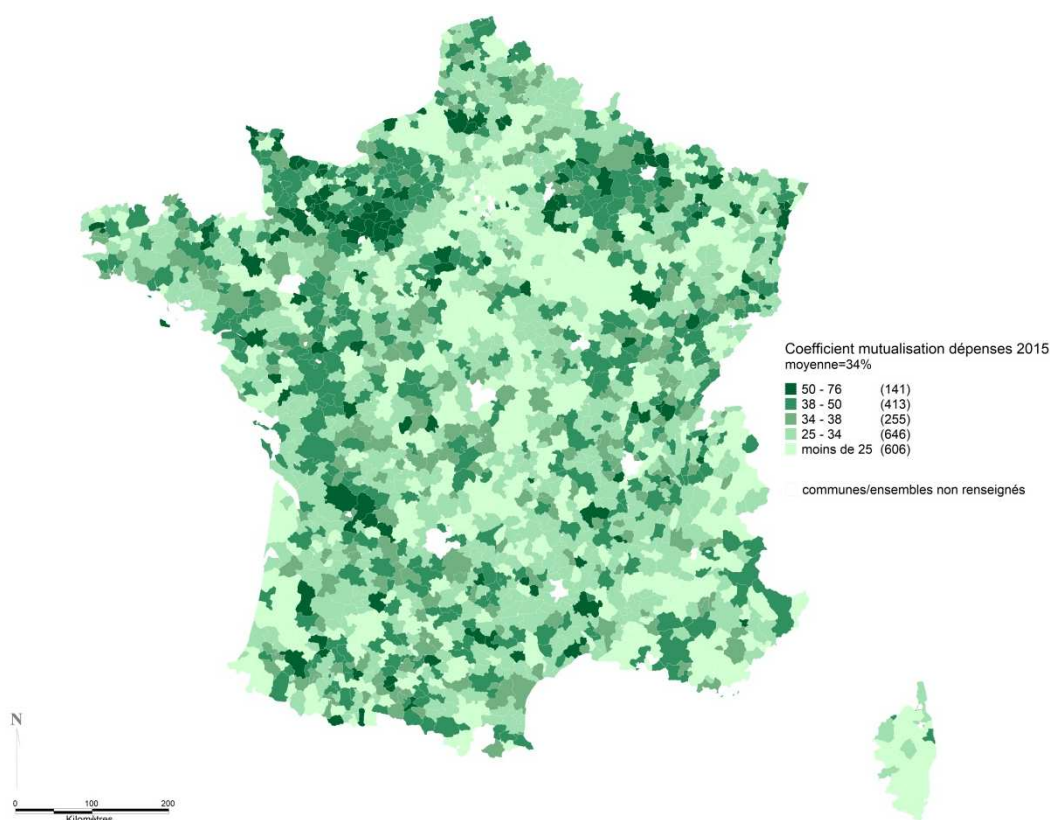 Coefficient mutualisation dépenses 2015
moyenne=34%
50 - 76 (141)
38 - 50 (413)
34 - 38 (255)
25 - 34 (646)
moins de 25 (606)
communes/ensembles non renseignés
N
0 100 200
Kilomètres